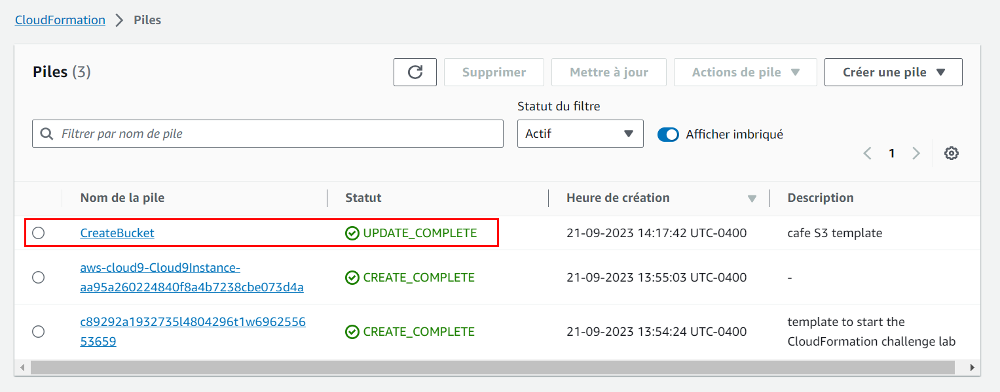 CloudFormation > Piles
Piles (3)
Supprimer
Mettre à jour
Actions de pile
Créer une pile
Statut du filtre
Filtrer par nom de pile
Actif
Afficher imbriqué
1
Nom de la pile
Statut
Heure de création
Description
CreateBucket
UPDATE_COMPLETE
21-09-2023 14:17:42 UTC-0400
cafe S3 template
aws-cloud9-Cloud9Instance-
aa95a260224840f8a4b7238cbe073d4a
CREATE_COMPLETE
21-09-2023 13:55:03 UTC-0400
-
c89292a1932735l4804296t1w6962556
53659
CREATE_COMPLETE
21-09-2023 13:54:24 UTC-0400
template to start the
CloudFormation challenge lab